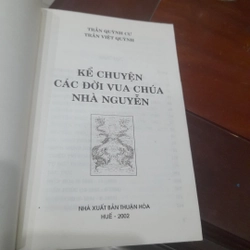 TRẦN QUỲNH CƯ
TRẦN VIỆT QUỲNH
KỂ CHUYỆN
CÁC ĐỜI VUA CHÚA
NHÀ NGUYỄN
NHÀ XUẤT BẢN THUẬN HÓA
HUẾ - 2002